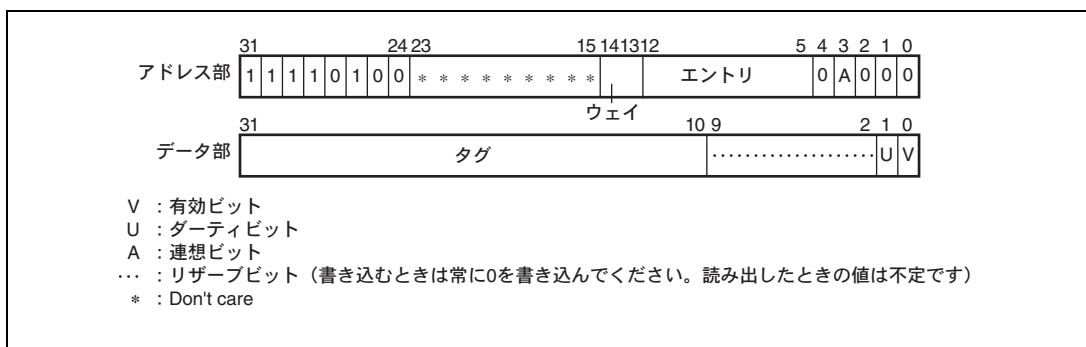 31 24 23 15 14 13 12 5 4 3 2 1 0
アドレス部 1 1 1 1 0 1 0 0 * * * * * * * * * エントリ 0 A 0 0 0
ウェイ
31 10 9 2 1 0
データ部 タグ ···················· U V
V ：有効ビット
U ：ダーティビット
A ：連想ビット
··· ：リザーブビット（書き込むときは常に0を書き込んでください。読み出したときの値は不定です）
* ：Don't care